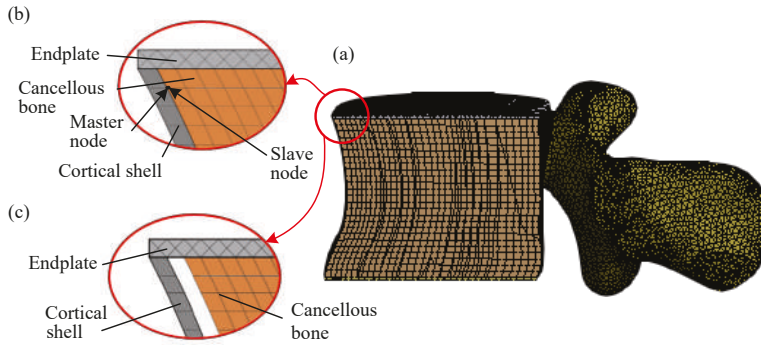 (b)
Endplate
Cancellous
bone
Master
node
Cortical shell
Slave
node
(a)
(c)
Endplate
Cortical
shell
Cancellous
bone